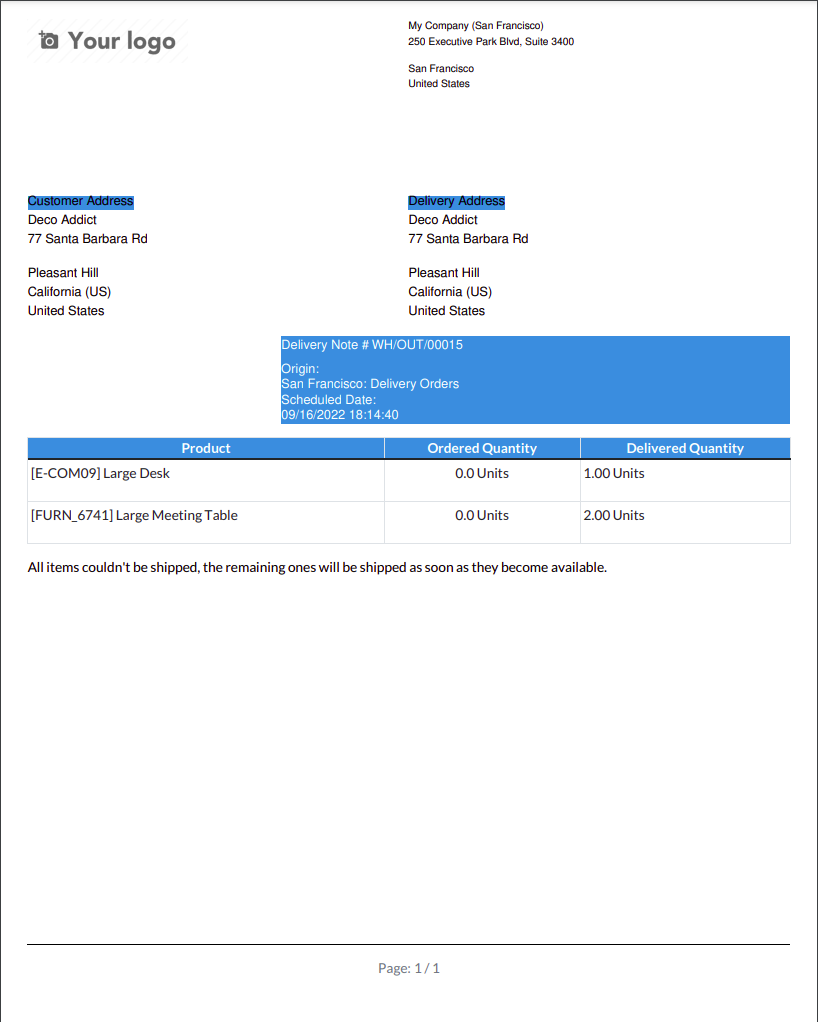 Your logo
My Company (San Francisco)
250 Executive Park Blvd, Suite 3400
San Francisco
United States
Customer Address
Deco Addict
77 Santa Barbara Rd
Pleasant Hill
California (US)
United States
Delivery Address
Deco Addict
77 Santa Barbara Rd
Pleasant Hill
California (US)
United States
Delivery Note # WH/OUT/00015
Origin:
San Francisco: Delivery Orders
Scheduled Date:
09/16/2022 18:14:40
Product Ordered Quantity Delivered Quantity
[E-COM09] Large Desk 0.0 Units 1.00 Units
[FURN_6741] Large Meeting Table 0.0 Units 2.00 Units
All items couldn't be shipped, the remaining ones will be shipped as soon as they become available.
Page: 1 / 1